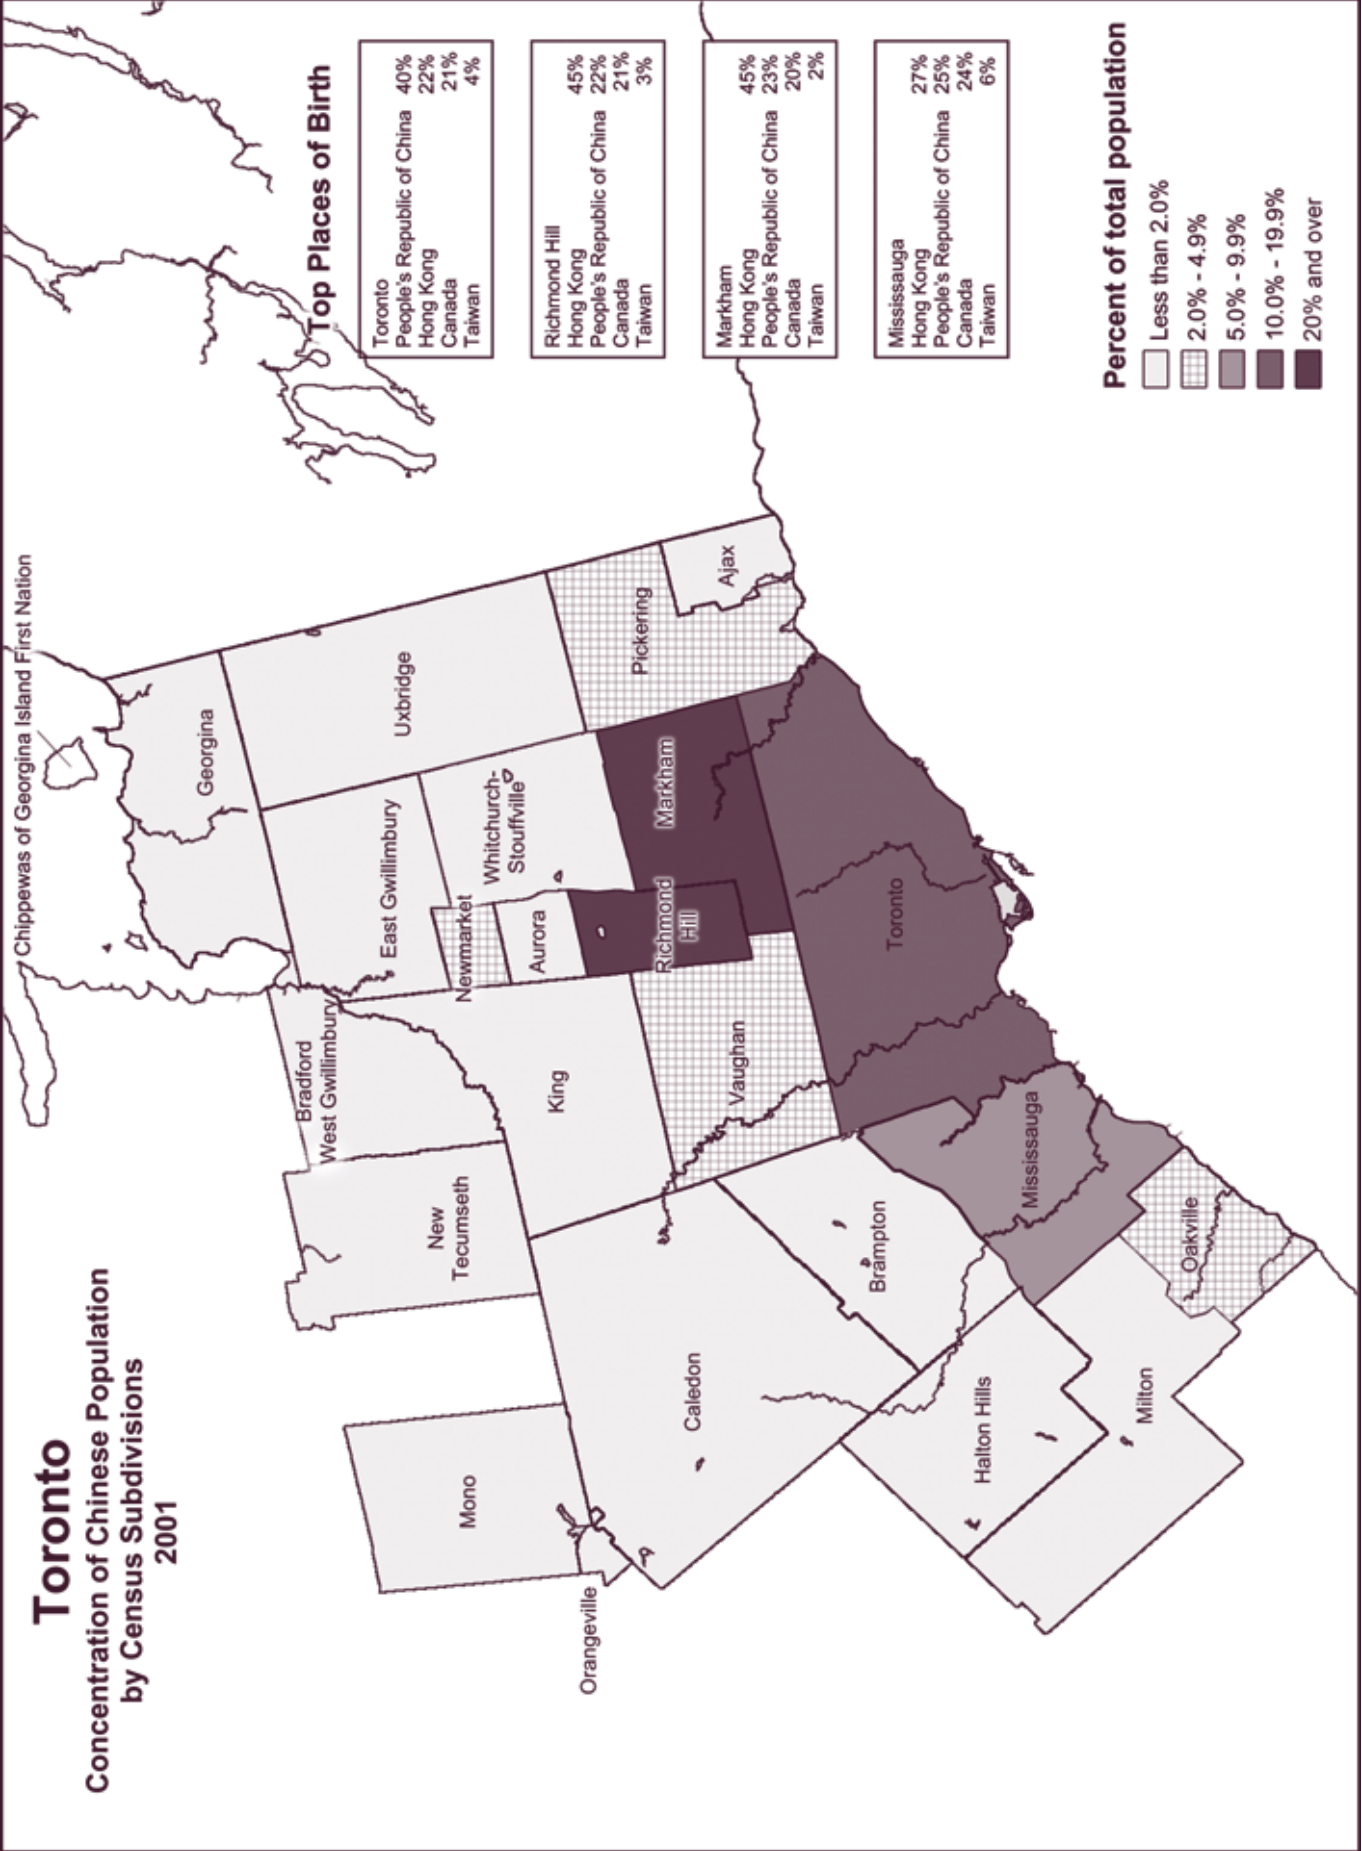 Toronto
Concentration of Chinese Population
by Census Subdivisions
2001
Chippewas of Georgina Island First Nation
Georgina
Uxbridge
East Gwillimbury
Whitchurch-
Stouffville
Newmarket
Aurora
Bradford
West Gwillimbury
New
Tecumseth
King
Mono
Orangeville
Caledon
Vaughan
Richmond
Hill
Markham
Pickering
Ajax
Toronto
Brampton
Mississauga
Halton Hills
Milton
Oakville
Top Places of Birth
Toronto
People's Republic of China 40%
Hong Kong 22%
Canada 21%
Taiwan 4%
Richmond Hill
Hong Kong 45%
People's Republic of China 22%
Canada 21%
Taiwan 3%
Markham
Hong Kong 45%
People's Republic of China 23%
Canada 20%
Taiwan 2%
Mississauga
Hong Kong 27%
People's Republic of China 25%
Canada 24%
Taiwan 6%
Percent of total population
Less than 2.0%
2.0% - 4.9%
5.0% - 9.9%
10.0% - 19.9%
20% and over